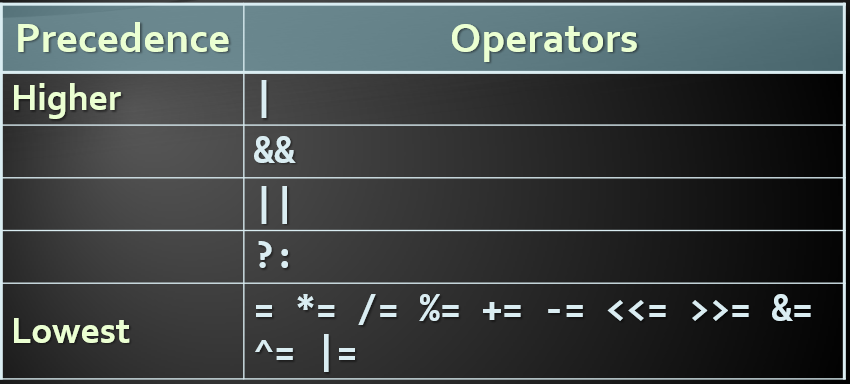 Precedence Operators
Higher |
&&
||
?:
Lowest = *= /= %= += -= <<= >>= &=
^= |=